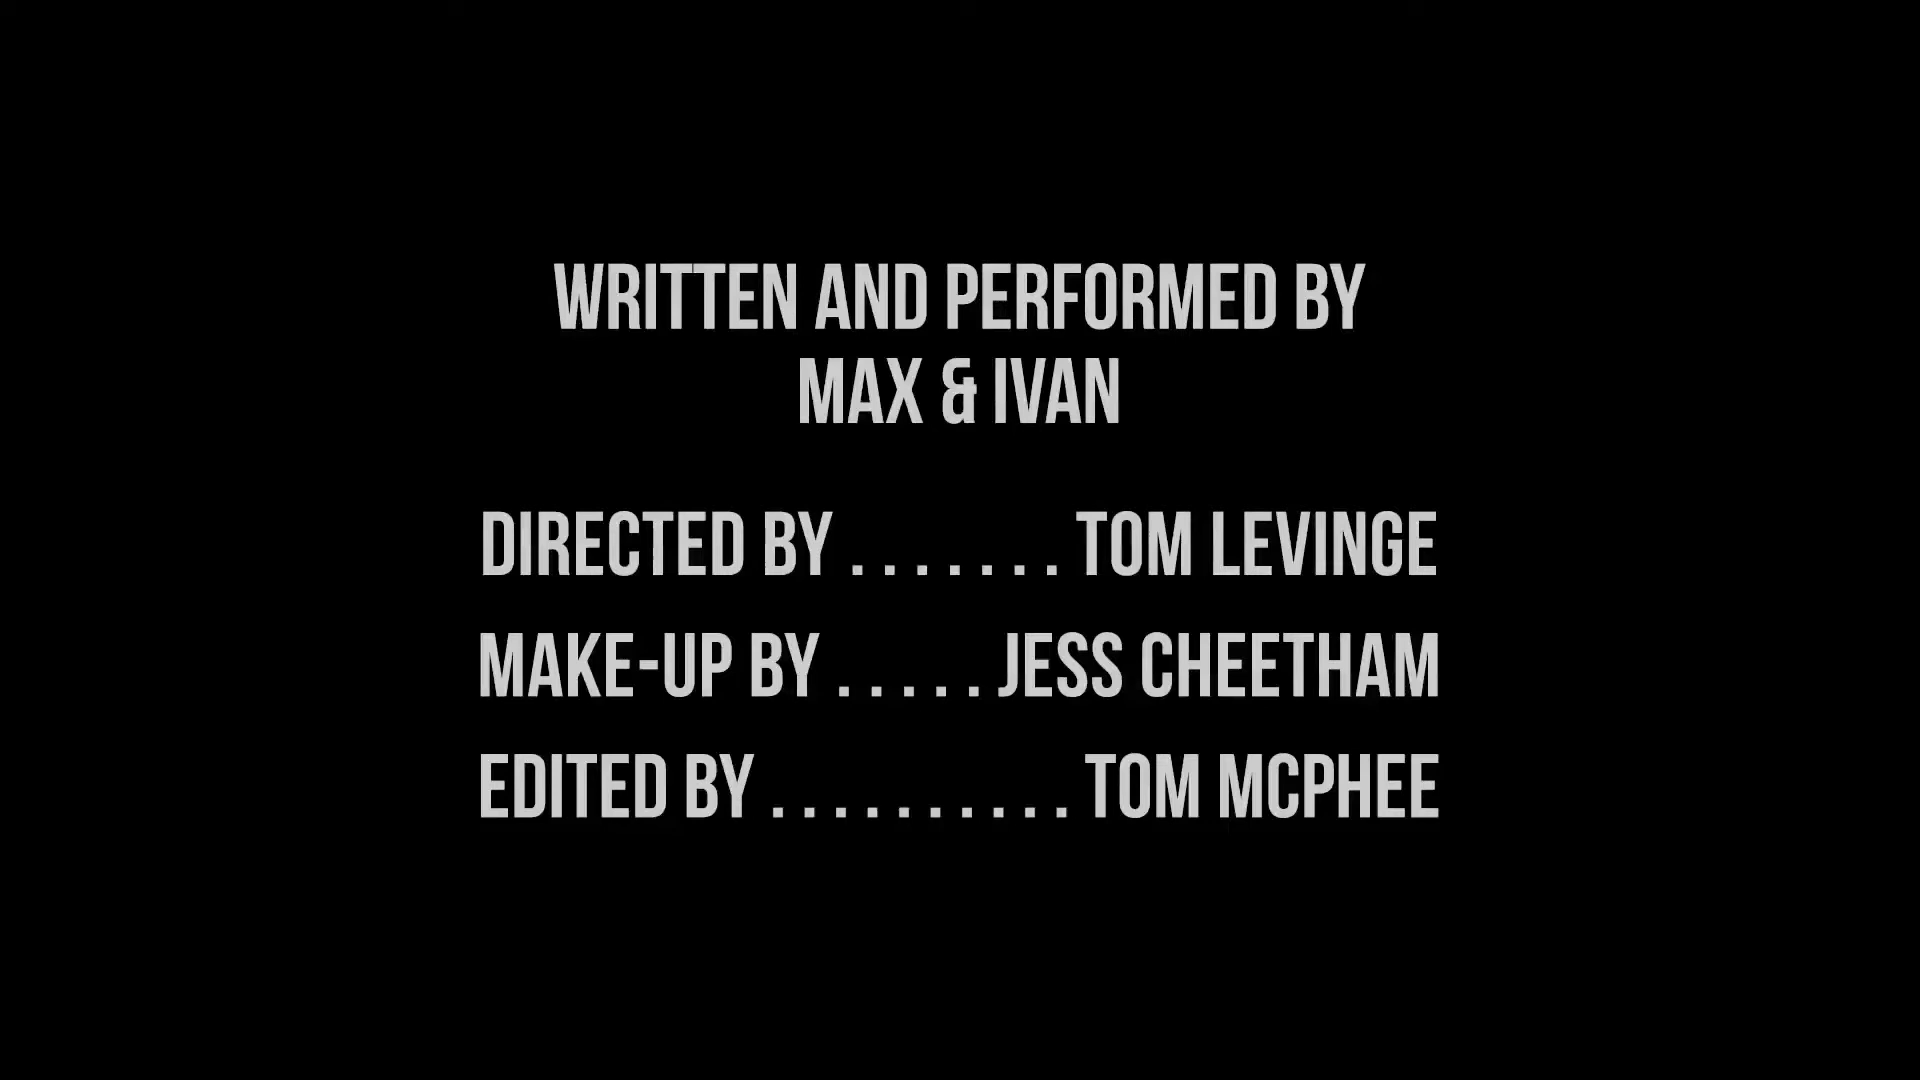 WRITTEN AND PERFORMED BY
MAX & IVAN
DIRECTED BY . . . . . . . TOM LEVINGE
MAKE-UP BY . . . . . JESS CHEETHAM
EDITED BY . . . . . . . . . . TOM MCPHEE